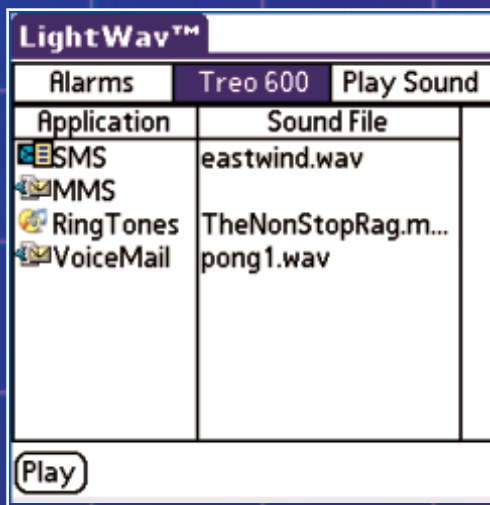 LightWav™
Alarms Treo 600 Play Sound
Application Sound File
SMS eastwind.wav
MMS
RingTones TheNonStopRag.m...
VoiceMail pong1.wav
Play